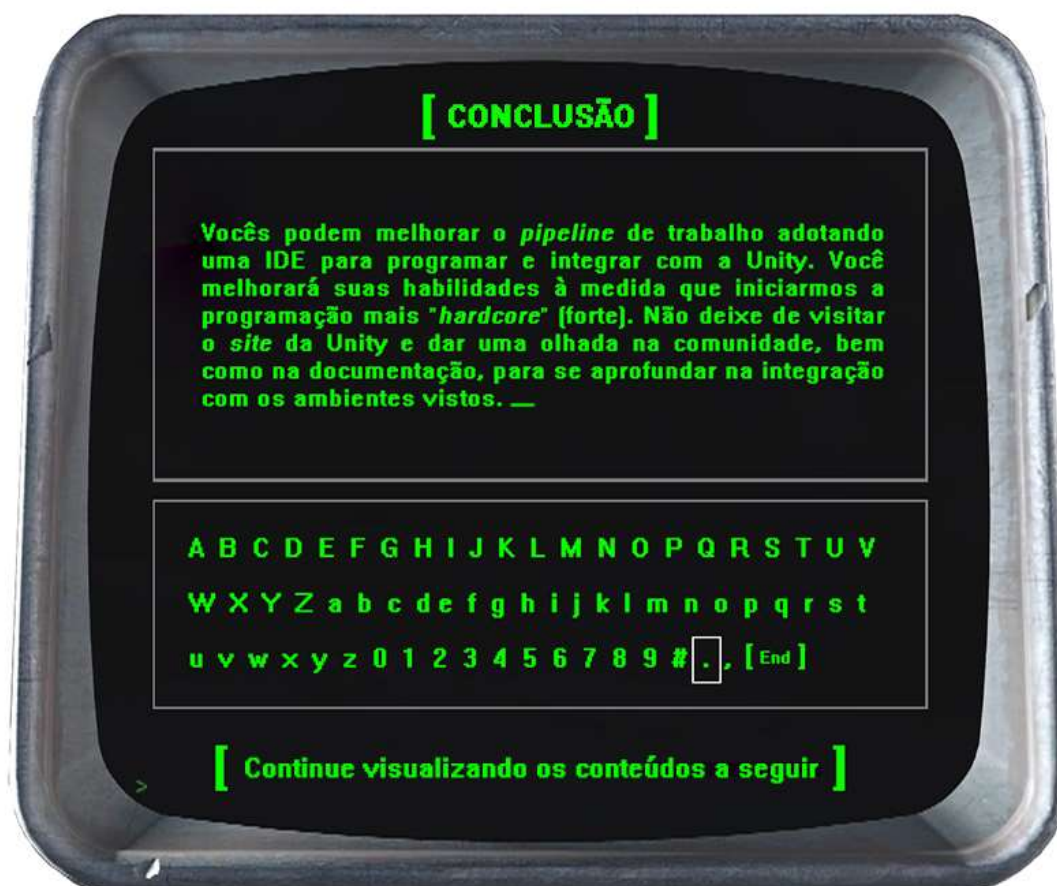 [ CONCLUSÃO ]
Vocês podem melhorar o pipeline de trabalho adotando
uma IDE para programar e integrar com a Unity. Você
melhorará suas habilidades à medida que iniciarmos a
programação mais "hardcore" (forte). Não deixe de visitar
o site da Unity e dar uma olhada na comunidade, bem
como na documentação, para se aprofundar na integração
com os ambientes vistos. _
A B C D E F G H I J K L M N O P Q R S T U V
W X Y Z a b c d e f g h i j k l m n o p q r s t
u v w x y z 0 1 2 3 4 5 6 7 8 9 # . , [ End ]
[ Continue visualizando os conteúdos a seguir ]
>